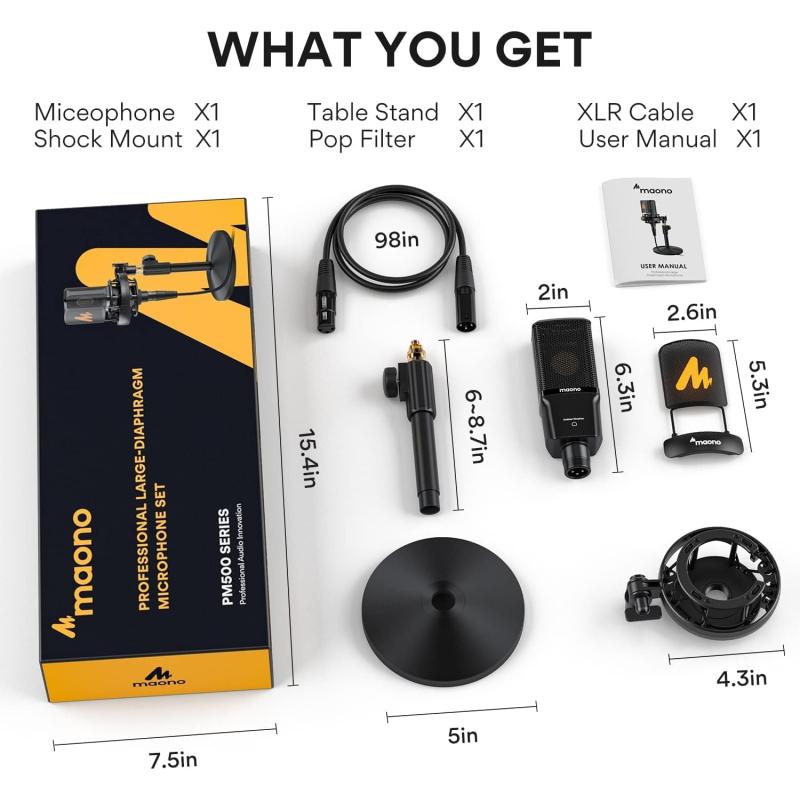 WHAT YOU GET
Miceophone X1
Table Stand X1
XLR Cable X1
Shock Mount X1
Pop Filter X1
User Manual X1
maono
PROFESSIONAL LARGE-DIAPHRAGM
MICROPHONE SET
PM500 SERIES
Professional Audio Innovation
maono
15.4in
7.5in
98in
6~8.7in
5in
2in
maono
6.3in
maono
USER MANUAL
2.6in
maono
5.3in
4.3in